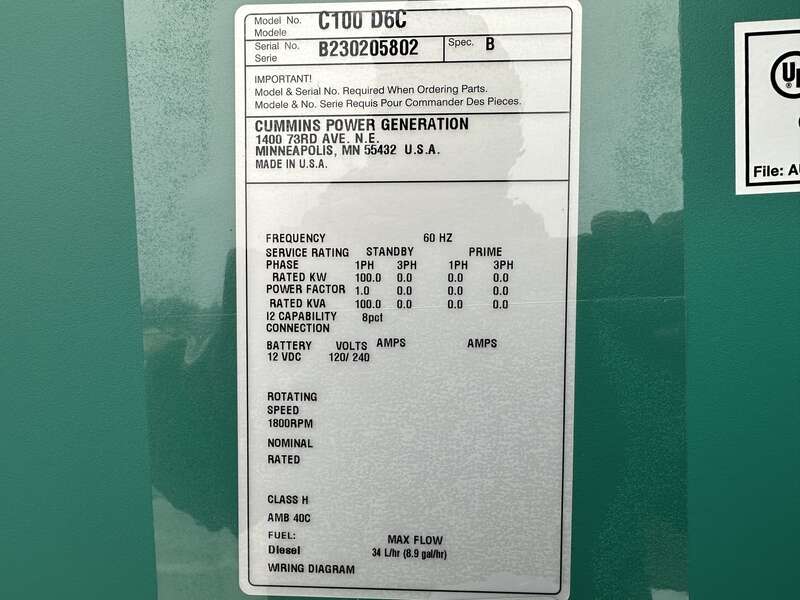 Model No. C100 D6C
Modele
Serial No. B230205802 Spec. B
Serie
IMPORTANT!
Model & Serial No. Required When Ordering Parts.
Modele & No. Serie Requis Pour Commander Des Pieces.
CUMMINS POWER GENERATION
1400 73RD AVE. N.E.
MINNEAPOLIS, MN 55432 U.S.A.
MADE IN U.S.A.
FREQUENCY 60 HZ
SERVICE RATING STANDBY PRIME
PHASE 1PH 3PH 1PH 3PH
RATED KW 100.0 0.0 0.0 0.0
POWER FACTOR 1.0 0.0 0.0 0.0
RATED KVA 100.0 0.0 0.0 0.0
I2 CAPABILITY 8pct
CONNECTION
BATTERY VOLTS AMPS AMPS
12 VDC 120/ 240
ROTATING
SPEED
1800RPM
NOMINAL
RATED
CLASS H
AMB 40C
FUEL: MAX FLOW
Diesel 34 L/hr (8.9 gal/hr)
WIRING DIAGRAM
UL
®
File: